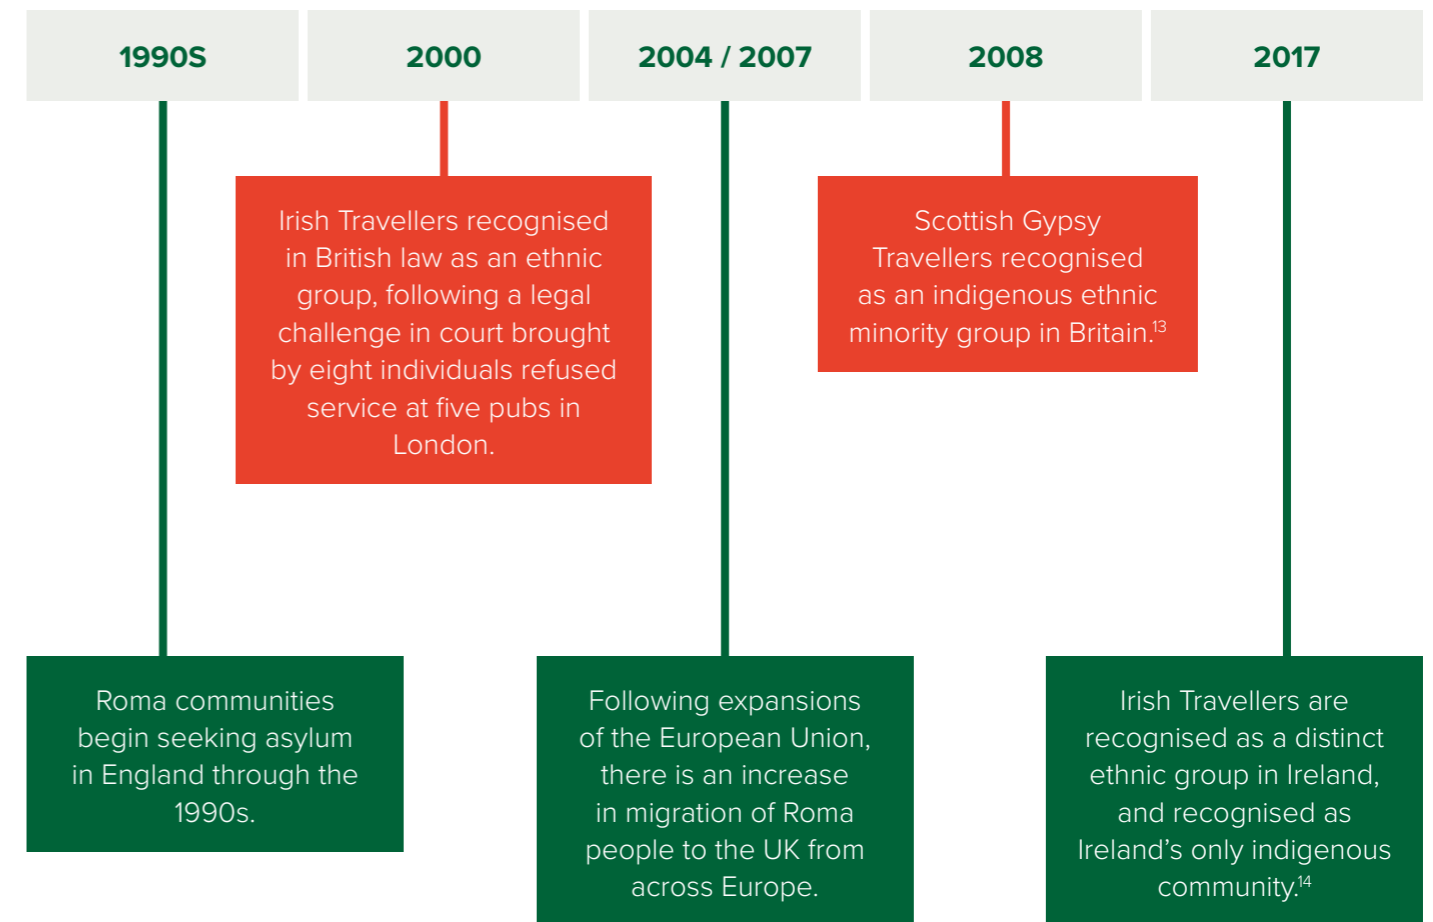 1990S
2000
2004 / 2007
2008
2017
Irish Travellers recognised
in British law as an ethnic
group, following a legal
challenge in court brought
by eight individuals refused
service at five pubs in
London.
Scottish Gypsy
Travellers recognised
as an indigenous ethnic
minority group in Britain.13
Roma communities
begin seeking asylum
in England through the
1990s.
Following expansions
of the European Union,
there is an increase
in migration of Roma
people to the UK from
across Europe.
Irish Travellers are
recognised as a distinct
ethnic group in Ireland,
and recognised as
Ireland’s only indigenous
community.14